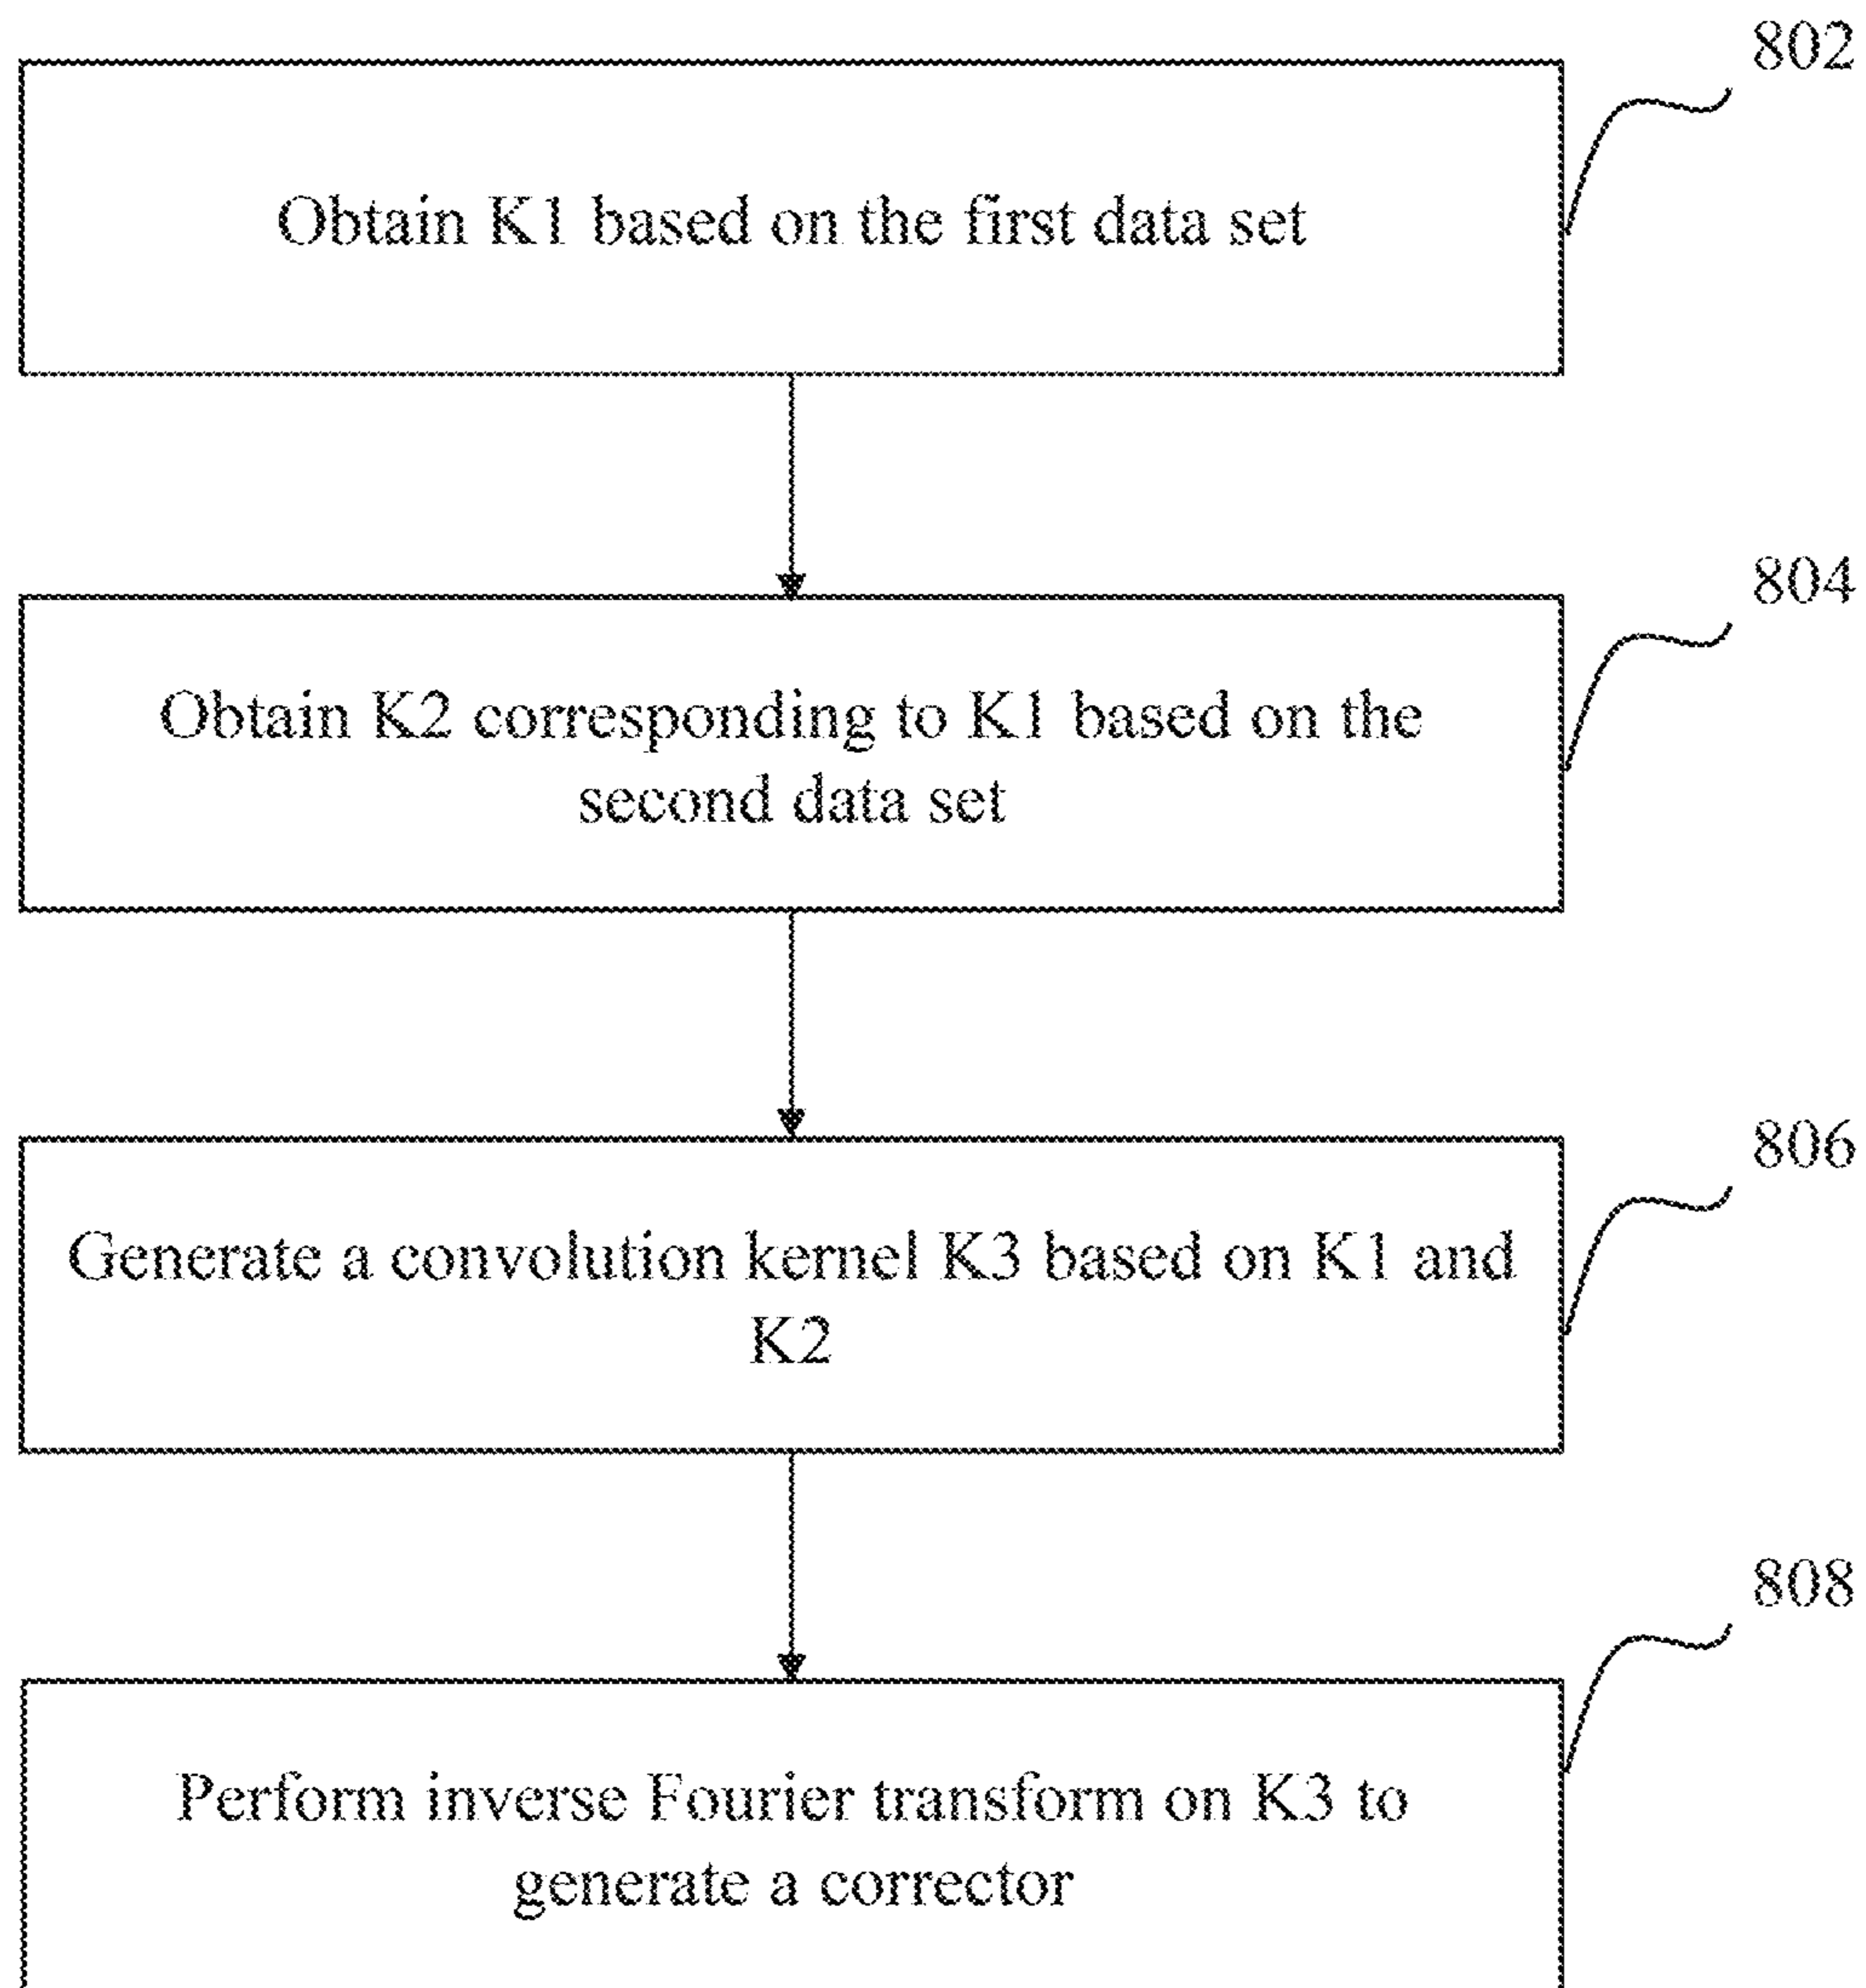 802
Obtain K1 based on the first data set
804
Obtain K2 corresponding to K1 based on the
second data set
806
Generate a convolution kernel K3 based on K1 and
K2
808
Perform inverse Fourier transform on K3 to
generate a corrector